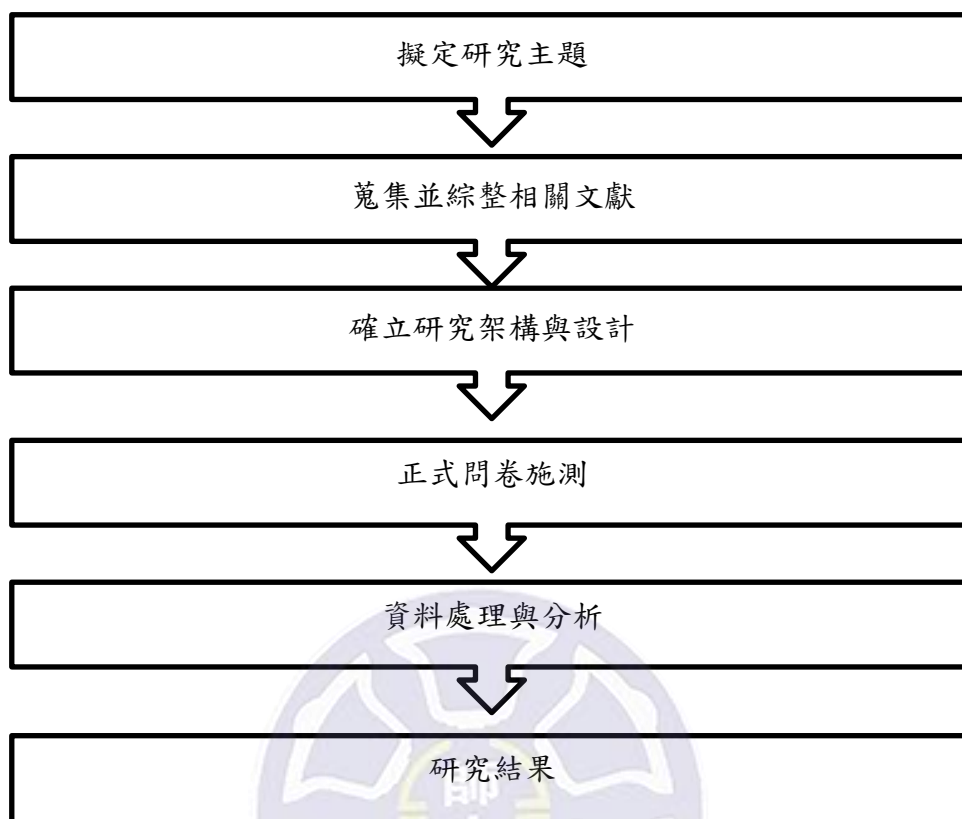 擬定研究主題
蒐集並綜整相關文獻
確立研究架構與設計
正式問卷施測
資料處理與分析
研究結果
師